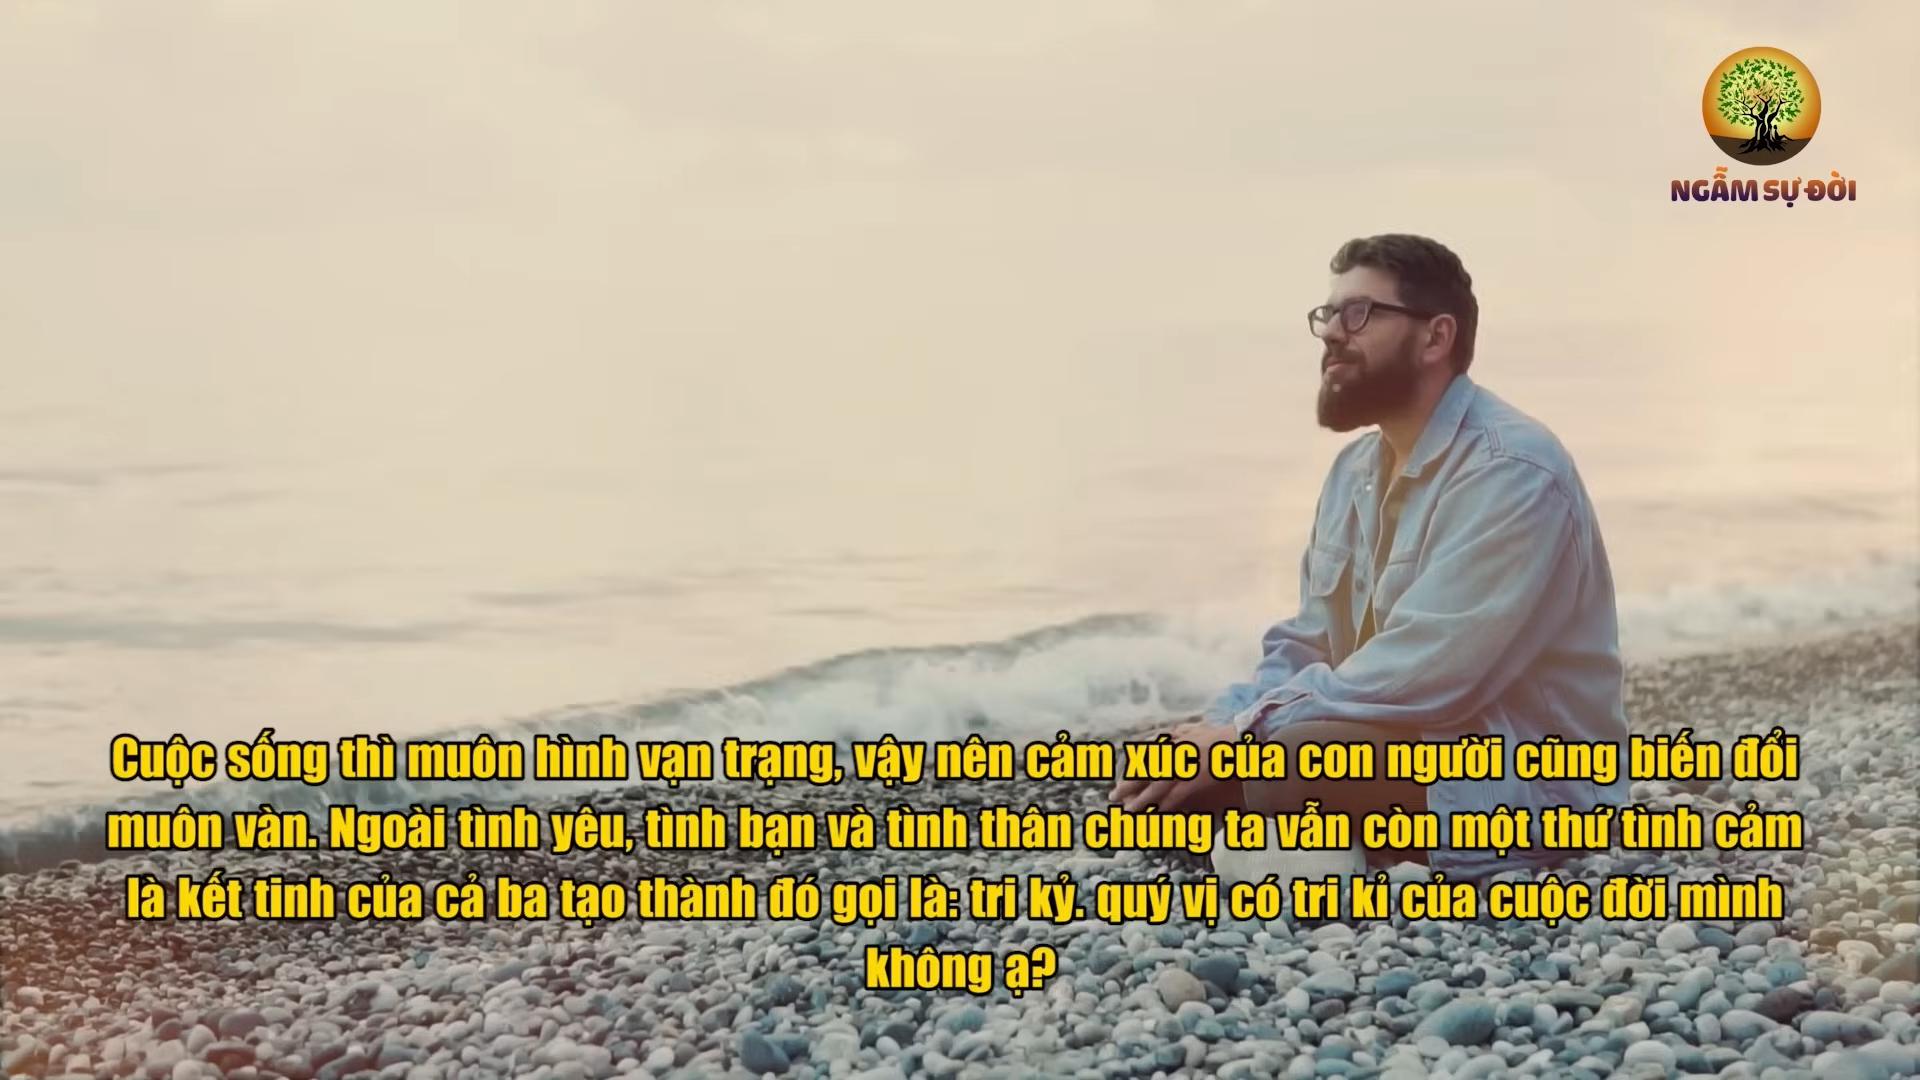 NGẪM SỰ ĐỜI
Cuộc sống thì muôn hình vạn trạng, vậy nên cảm xúc của con người cũng biến đổi
muôn vàn. Ngoài tình yêu, tình bạn và tình thân chúng ta vẫn còn một thứ tình cảm
là kết tinh của cả ba tạo thành đó gọi là: tri kỷ. quý vị có tri kỉ của cuộc đời mình
không ạ?